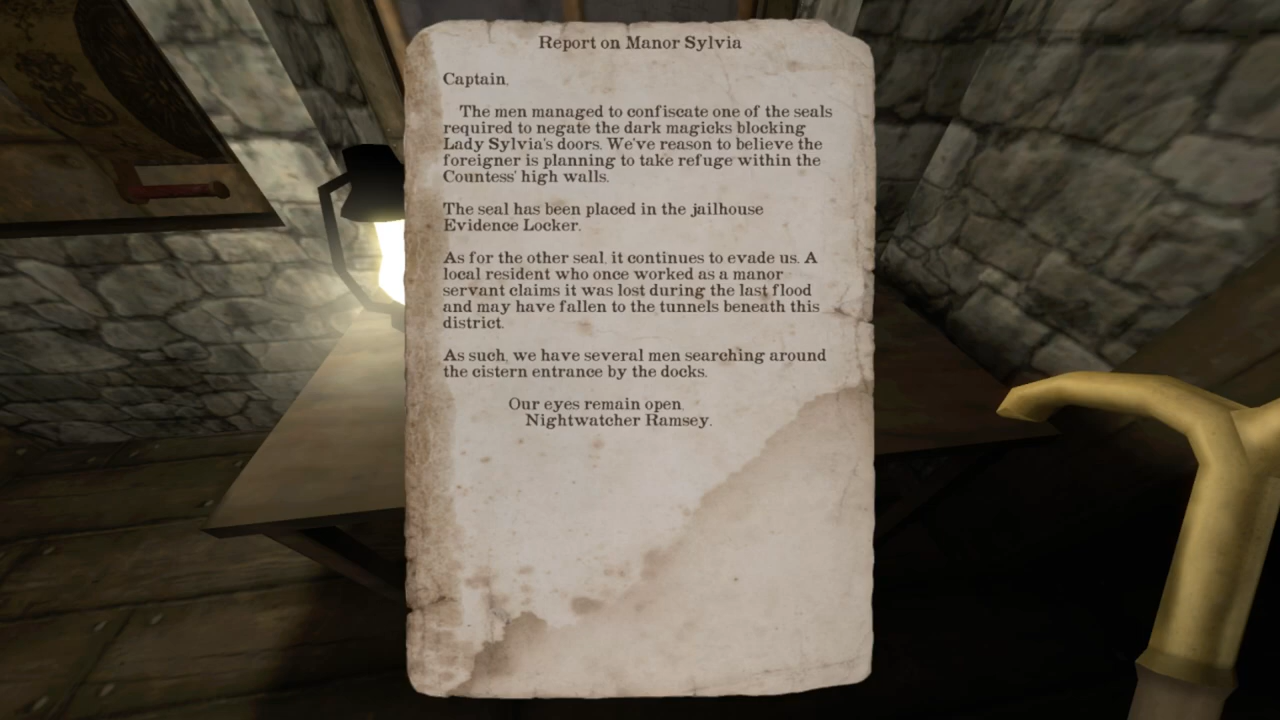 Report on Manor Sylvia
Captain,
The men managed to confiscate one of the seals
required to negate the dark magicks blocking
Lady Sylvia's doors. We've reason to believe the
foreigner is planning to take refuge within the
Countess' high walls.
The seal has been placed in the jailhouse
Evidence Locker.
As for the other seal, it continues to evade us. A
local resident who once worked as a manor
servant claims it was lost during the last flood
and may have fallen to the tunnels beneath this
district.
As such, we have several men searching around
the cistern entrance by the docks.
Our eyes remain open,
Nightwatcher Ramsey.